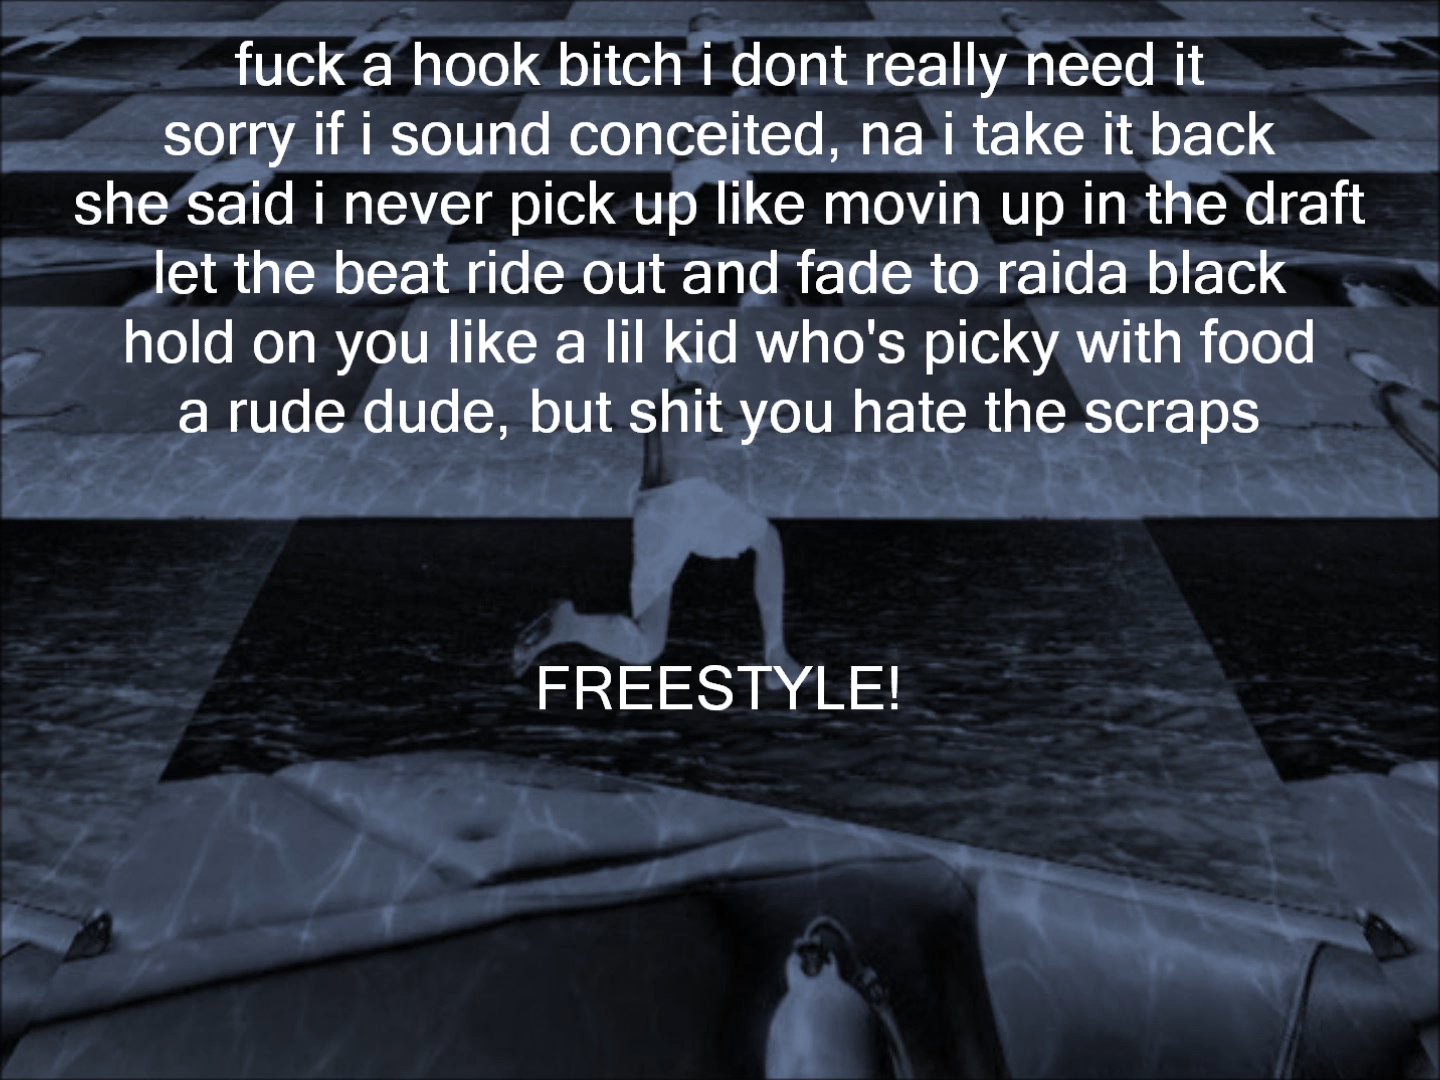 fuck a hook bitch i dont really need it
sorry if i sound conceited, na i take it back
she said i never pick up like movin up in the draft
let the beat ride out and fade to raida black
hold on you like a lil kid who's picky with food
a rude dude, but shit you hate the scraps
FREESTYLE!